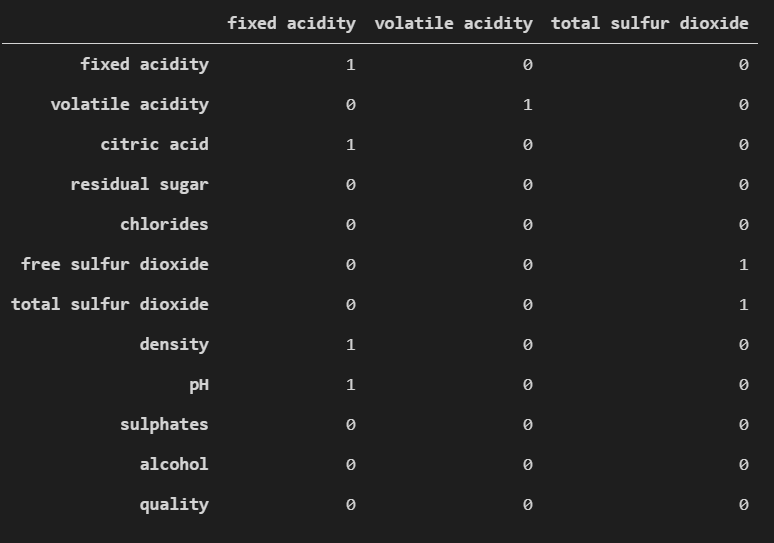 fixed acidity volatile acidity total sulfur dioxide
fixed acidity 1 0 0
volatile acidity 0 1 0
citric acid 1 0 0
residual sugar 0 0 0
chlorides 0 0 0
free sulfur dioxide 0 0 1
total sulfur dioxide 0 0 1
density 1 0 0
pH 1 0 0
sulphates 0 0 0
alcohol 0 0 0
quality 0 0 0